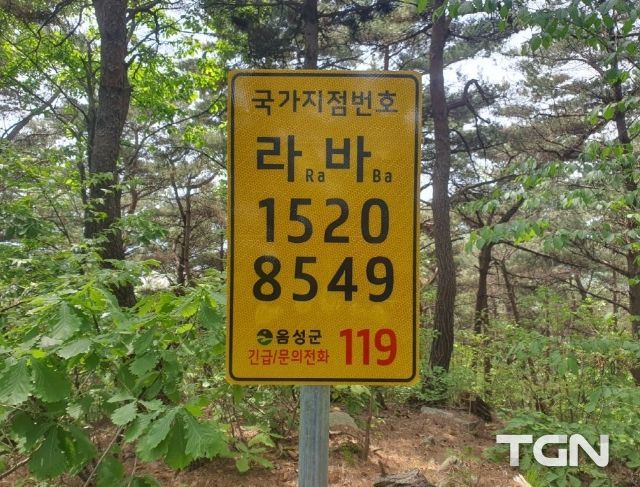 국가지점번호
라Ra 바Ba
1520
8549
음성군
긴급/문의전화 119
TGN